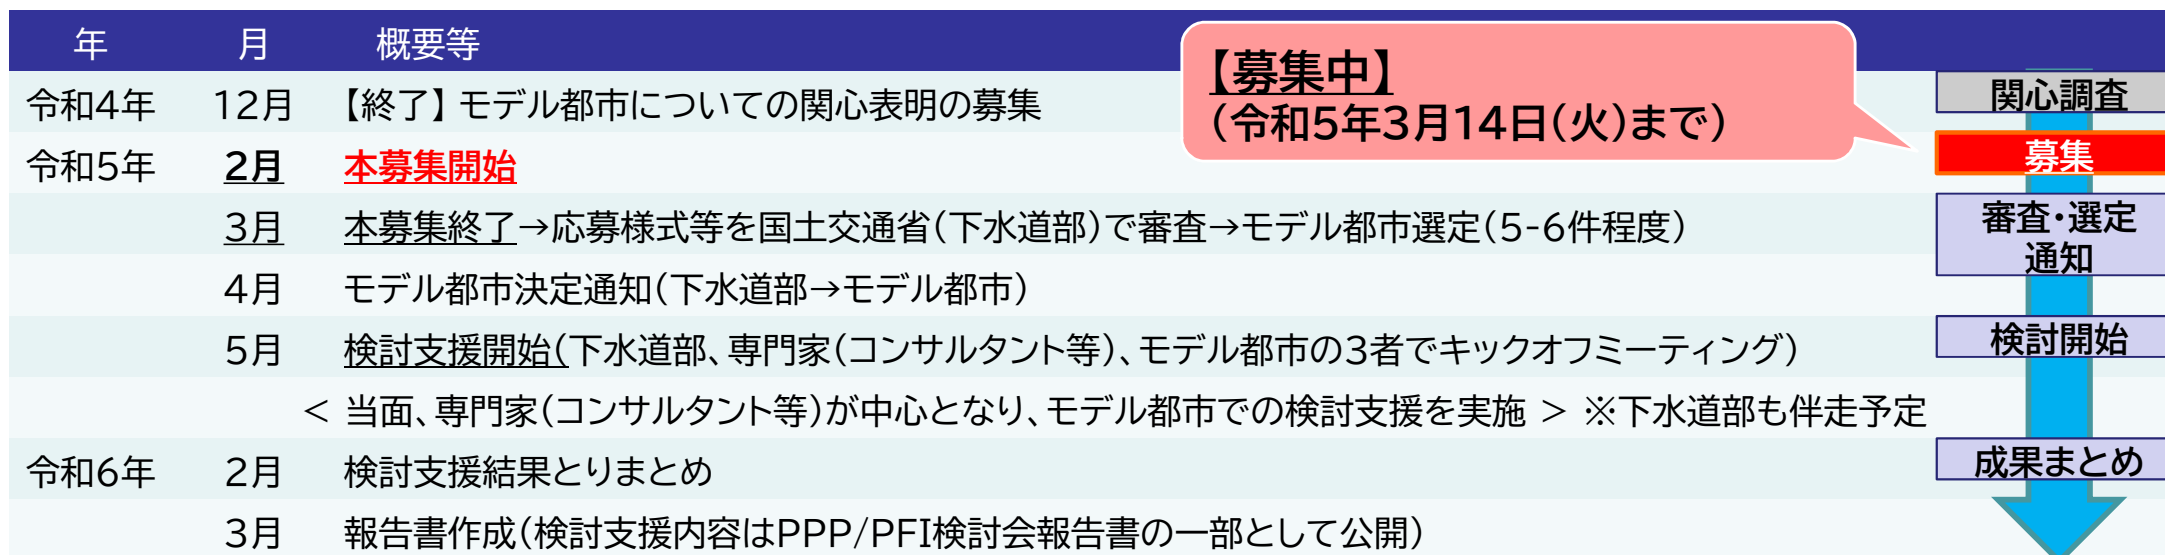 年 月 概要等
【募集中】
（令和5年3月14日（火）まで）
令和4年 12月 【終了】モデル都市についての関心表明の募集
関心調査
令和5年 2月 本募集開始
募集
3月 本募集終了→応募様式等を国土交通省（下水道部）で審査→モデル都市選定（5-6件程度）
審査・選定
通知
4月 モデル都市決定通知（下水道部→モデル都市）
5月 検討支援開始（下水道部、専門家（コンサルタント等）、モデル都市の3者でキックオフミーティング）
検討開始
＜ 当面、専門家（コンサルタント等）が中心となり、モデル都市での検討支援を実施 ＞ ※下水道部も伴走予定
令和6年 2月 検討支援結果とりまとめ
成果まとめ
3月 報告書作成（検討支援内容はPPP/PFI検討会報告書の一部として公開）